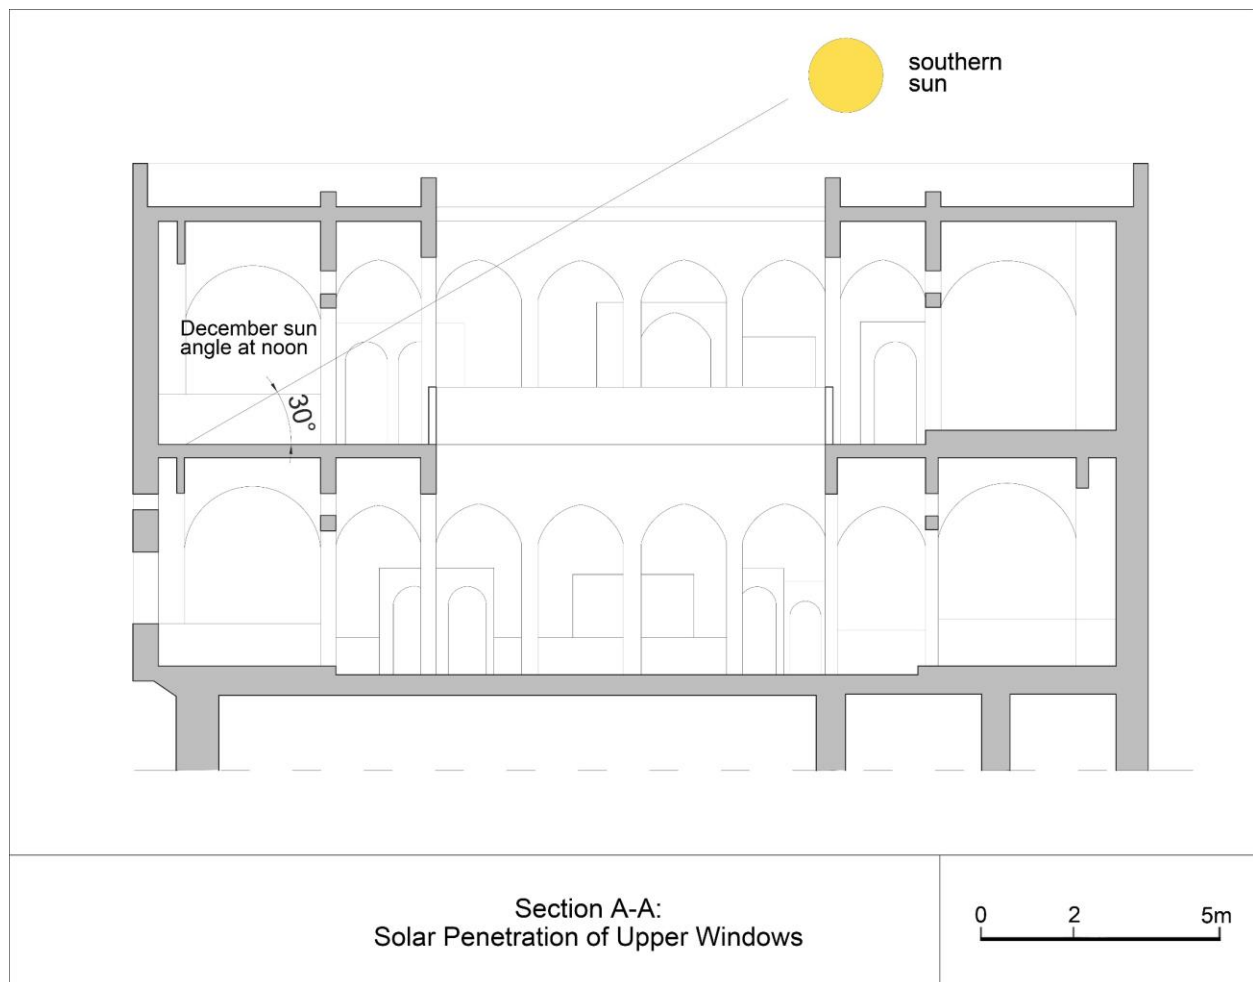 southern
sun
December sun
angle at noon
30°
Section A-A:
Solar Penetration of Upper Windows
0 2 5m